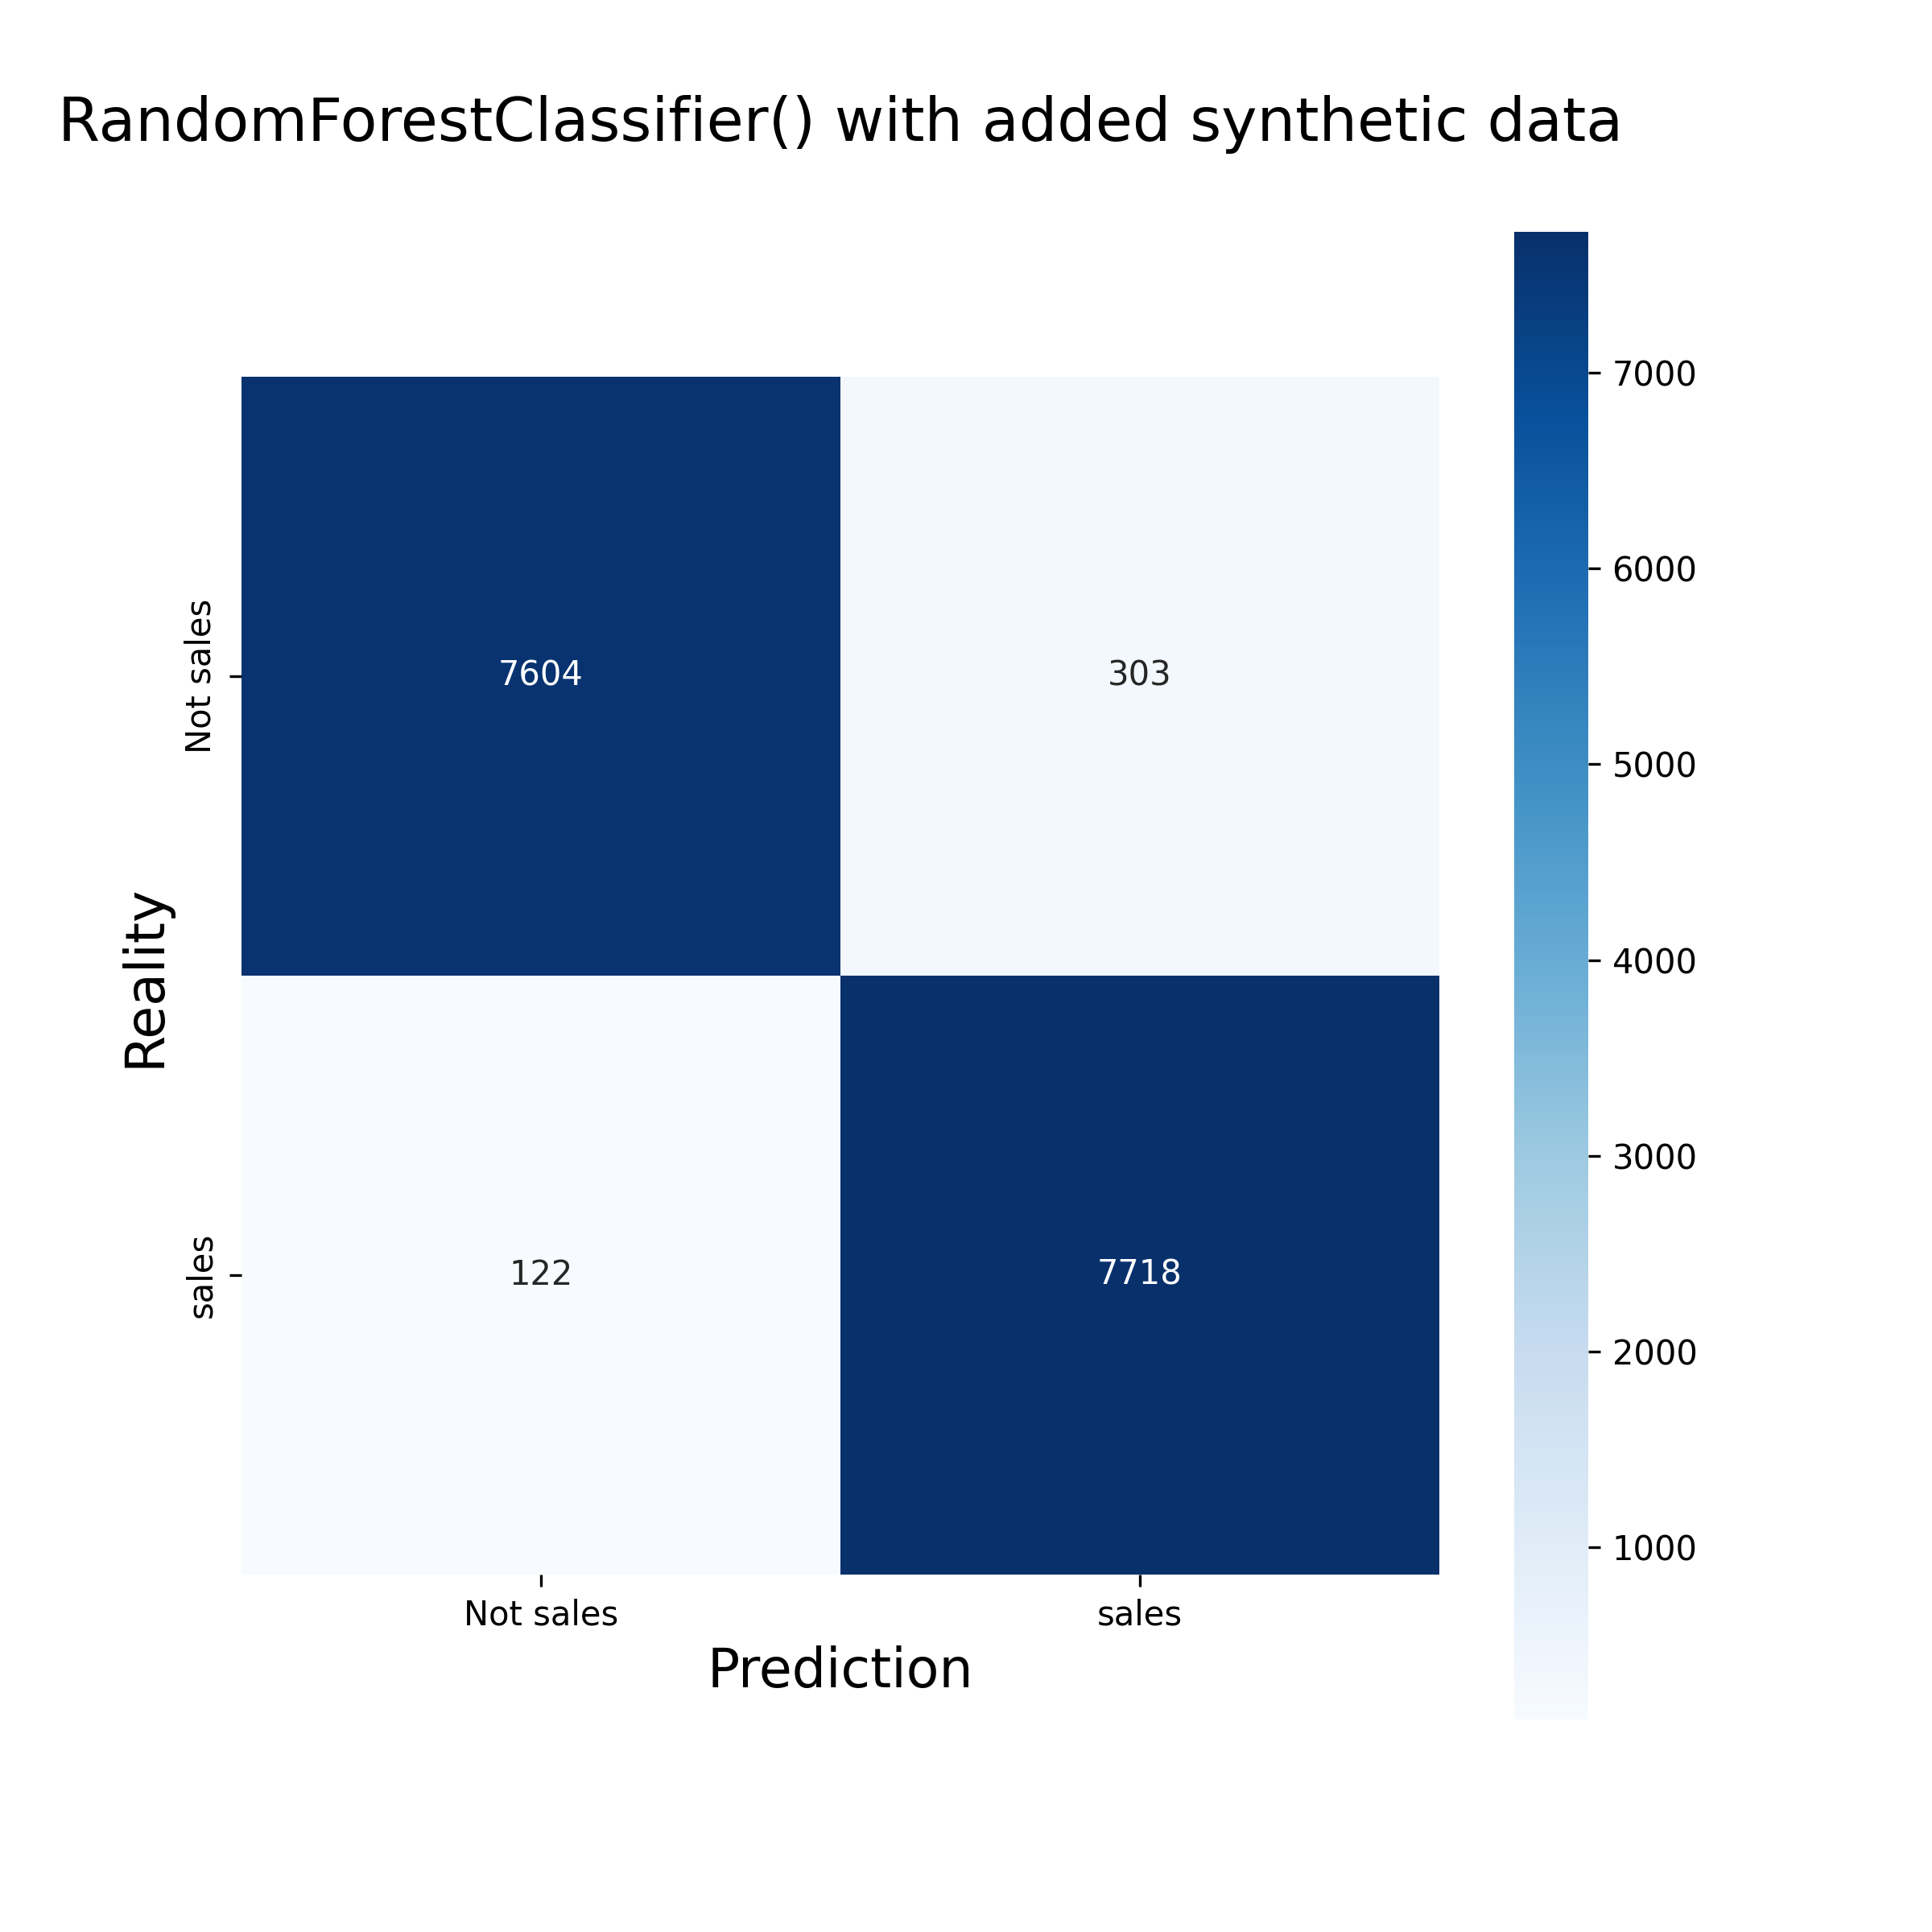 RandomForestClassifier() with added synthetic data
7000
6000
5000
4000
3000
2000
1000
Reality
Not sales
sales
7604
303
122
7718
Not sales
sales
Prediction